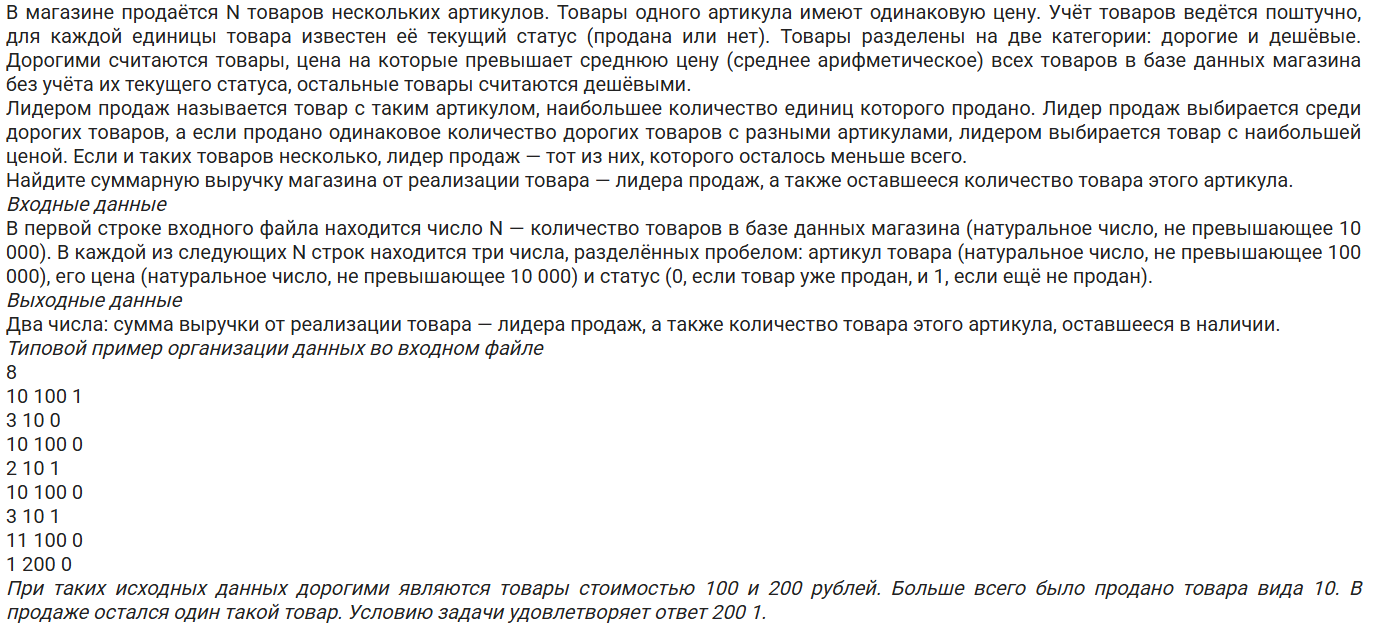 В магазине продаётся N товаров нескольких артикулов. Товары одного артикула имеют одинаковую цену. Учёт товаров ведётся поштучно,
для каждой единицы товара известен её текущий статус (продана или нет). Товары разделены на две категории: дорогие и дешёвые.
Дорогими считаются товары, цена на которые превышает среднюю цену (среднее арифметическое) всех товаров в базе данных магазина
без учёта их текущего статуса, остальные товары считаются дешёвыми.
Лидером продаж называется товар с таким артикулом, наибольшее количество единиц которого продано. Лидер продаж выбирается среди
дорогих товаров, а если продано одинаковое количество дорогих товаров с разными артикулами, лидером выбирается товар с наибольшей
ценой. Если и таких товаров несколько, лидер продаж — тот из них, которого осталось меньше всего.
Найдите суммарную выручку магазина от реализации товара — лидера продаж, а также оставшееся количество товара этого артикула.
Входные данные
В первой строке входного файла находится число N — количество товаров в базе данных магазина (натуральное число, не превышающее 10
000). В каждой из следующих N строк находится три числа, разделённых пробелом: артикул товара (натуральное число, не превышающее 100
000), его цена (натуральное число, не превышающее 10 000) и статус (0, если товар уже продан, и 1, если ещё не продан).
Выходные данные
Два числа: сумма выручки от реализации товара — лидера продаж, а также количество товара этого артикула, оставшееся в наличии.
Типовой пример организации данных во входном файле
8
10 100 1
3 10 0
10 100 0
2 10 1
10 100 0
3 10 1
11 100 0
1 200 0
При таких исходных данных дорогими являются товары стоимостью 100 и 200 рублей. Больше всего было продано товара вида 10. В
продаже остался один такой товар. Условию задачи удовлетворяет ответ 200 1.